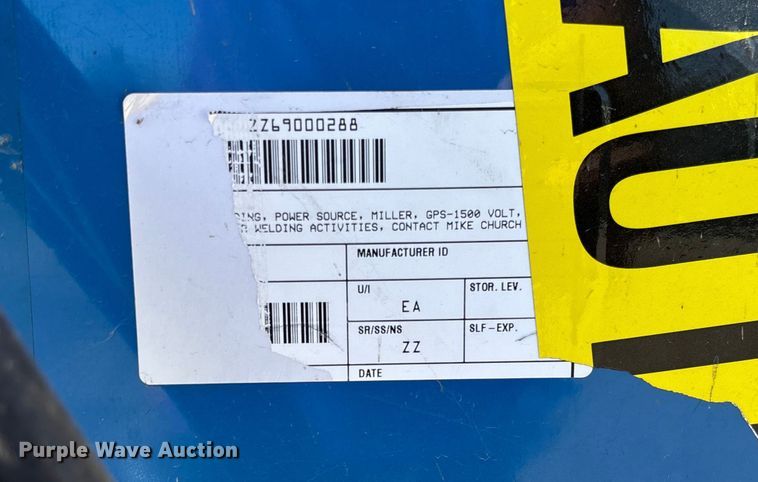 ZZ69000288
POWER SOURCE, MILLER, GPS-1500 VOLT,
WELDING ACTIVITIES, CONTACT MIKE CHURCH
MANUFACTURER ID
U/I
STOR. LEV.
EA
SR/SS/NS
SLF-EXP.
ZZ
DATE
Purple Wave Auction